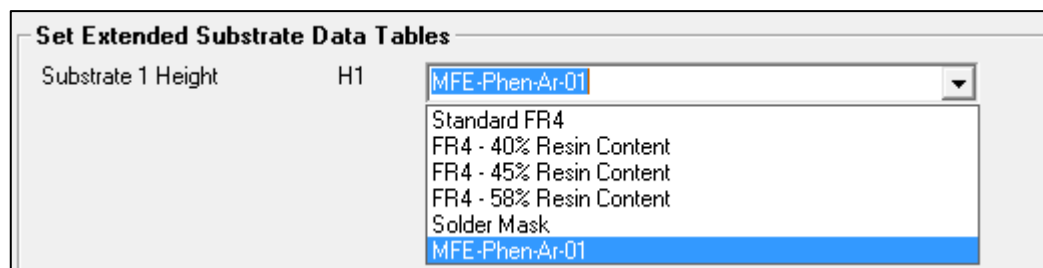 Set Extended Substrate Data Tables
Substrate 1 Height H1 MFE-Phen-Ar-01
Standard FR4
FR4 - 40% Resin Content
FR4 - 45% Resin Content
FR4 - 58% Resin Content
Solder Mask
MFE-Phen-Ar-01